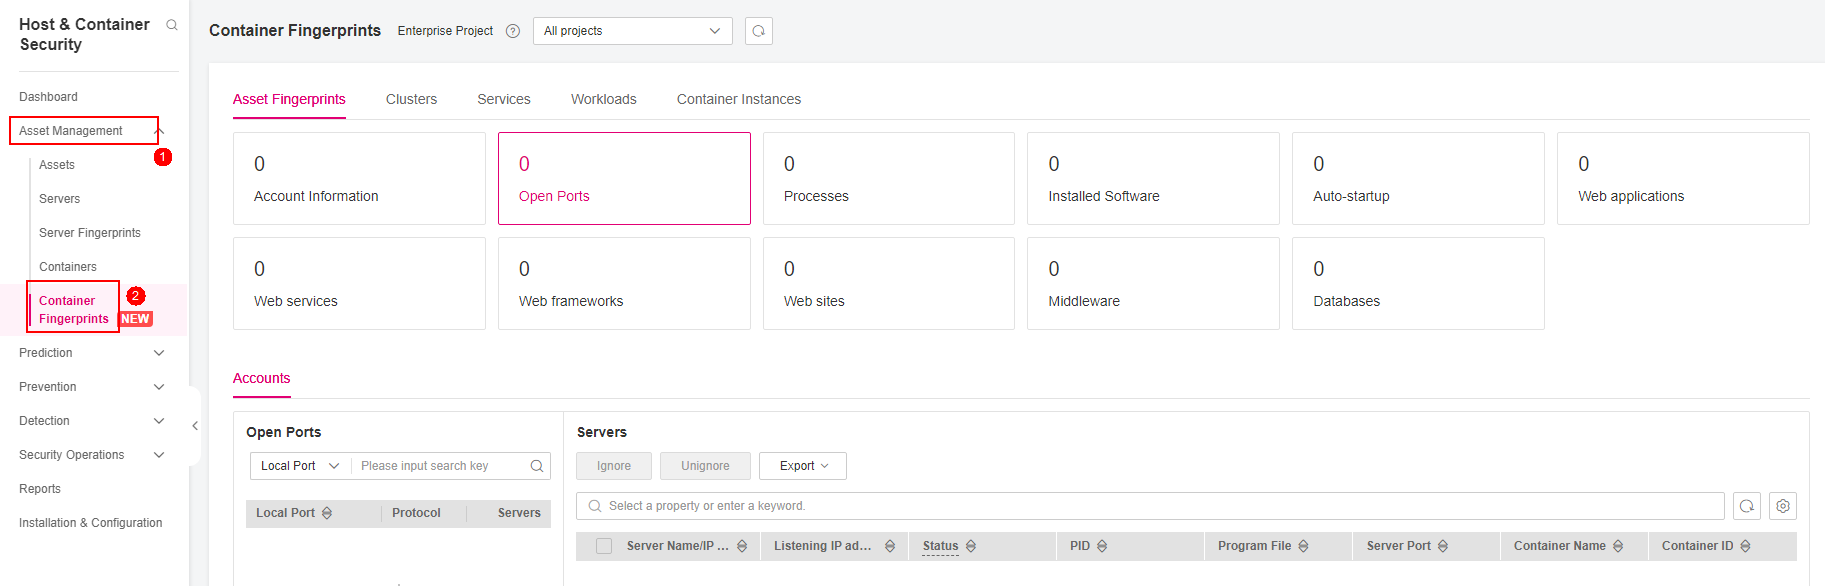 Host & Container
Security
Dashboard
Asset Management
1
Assets
Servers
Server Fingerprints
Containers
Container
Fingerprints
2
NEW
Prediction
Prevention
Detection
Security Operations
Reports
Installation & Configuration
Container Fingerprints Enterprise Project ? All projects
Asset Fingerprints Clusters Services Workloads Container Instances
0 0 0 0 0 0
Account Information Open Ports Processes Installed Software Auto-startup Web applications
0 0 0 0 0
Web services Web frameworks Web sites Middleware Databases
Accounts
Open Ports
Local Port Please input search key
Local Port Protocol Servers
Servers
Ignore Unignore Export
Select a property or enter a keyword.
Server Name/IP ... Listening IP ad... Status PID Program File Server Port Container Name Container ID